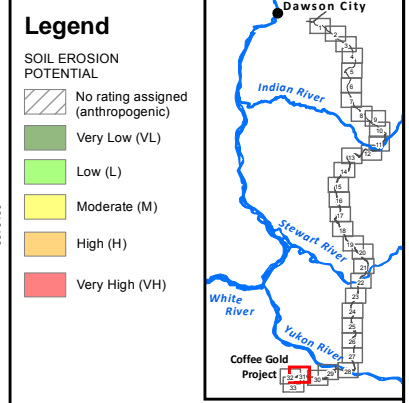 Legend
SOIL EROSION
POTENTIAL
No rating assigned
(anthropogenic)
Very Low (VL)
Low (L)
Moderate (M)
High (H)
Very High (VH)
Dawson City
1
2
3
4
5
6
7
8
9
10
11
12
13
14
15
16
17
18
19
20
21
22
23
24
25
26
27
28
29
30
31
32
33
Indian River
Stewart River
White
River
Yukon River
Coffee Gold
Project